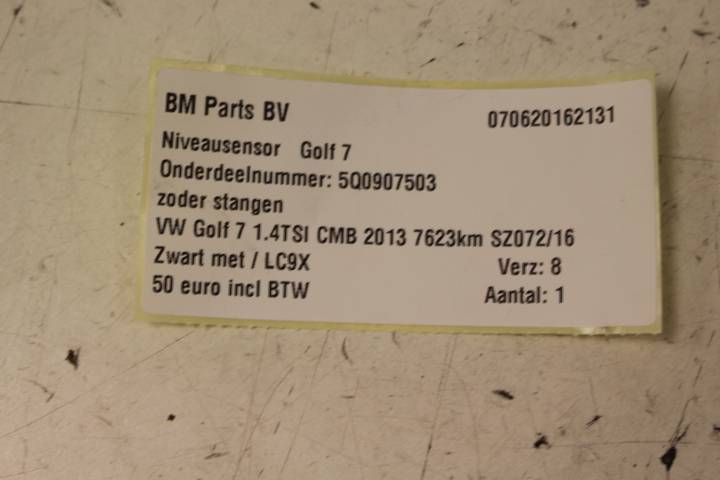 BM Parts BV 070620162131
Niveausensor Golf 7
Onderdeelnummer: 5Q0907503
zoder stangen
VW Golf 7 1.4TSI CMB 2013 7623km SZ072/16
Zwart met / LC9X Verz: 8
50 euro incl BTW Aantal: 1